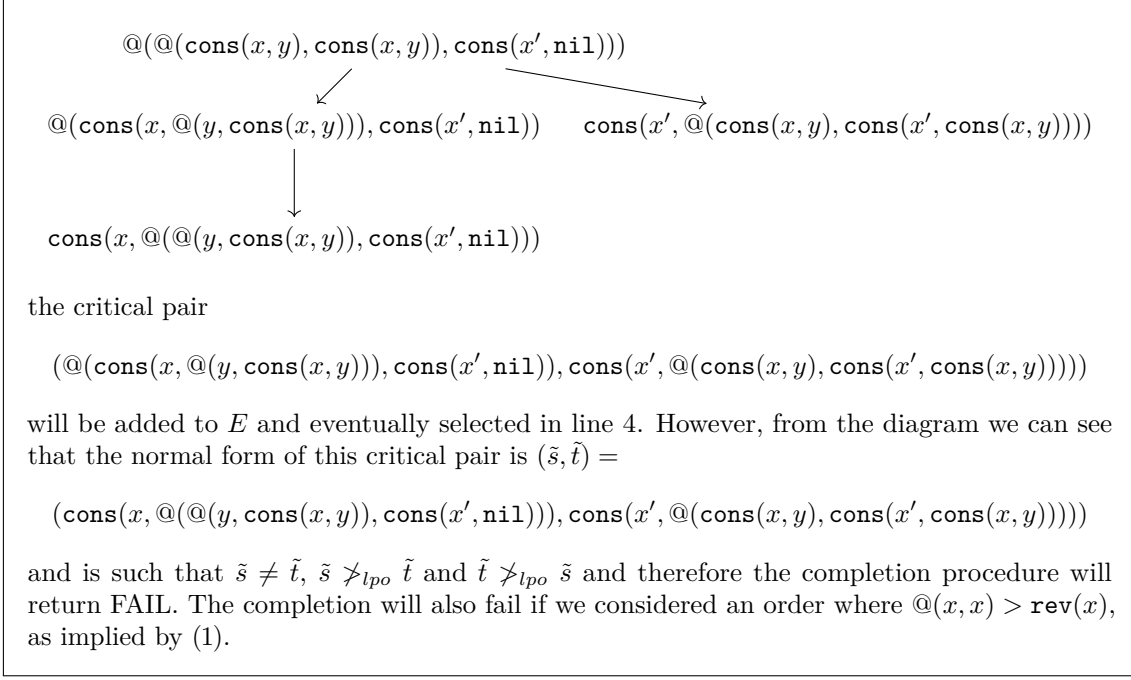 @(@(cons(x, y), cons(x, y)), cons(x′, nil)))
@(cons(x, @(y, cons(x, y))), cons(x′, nil)) cons(x′, @(cons(x, y), cons(x′, cons(x, y))))
cons(x, @(@(y, cons(x, y)), cons(x′, nil)))
the critical pair
(@(cons(x, @(y, cons(x, y))), cons(x′, nil)), cons(x′, @(cons(x, y), cons(x′, cons(x, y)))))
will be added to E and eventually selected in line 4. However, from the diagram we can see
that the normal form of this critical pair is (s̃, t̃) =
(cons(x, @(@(y, cons(x, y)), cons(x′, nil))), cons(x′, @(cons(x, y), cons(x′, cons(x, y)))))
and is such that s̃ ≠ t̃, s̃ ≯lpo t̃ and t̃ ≯lpo s̃ and therefore the completion procedure will
return FAIL. The completion will also fail if we considered an order where @(x, x) > rev(x),
as implied by (1).